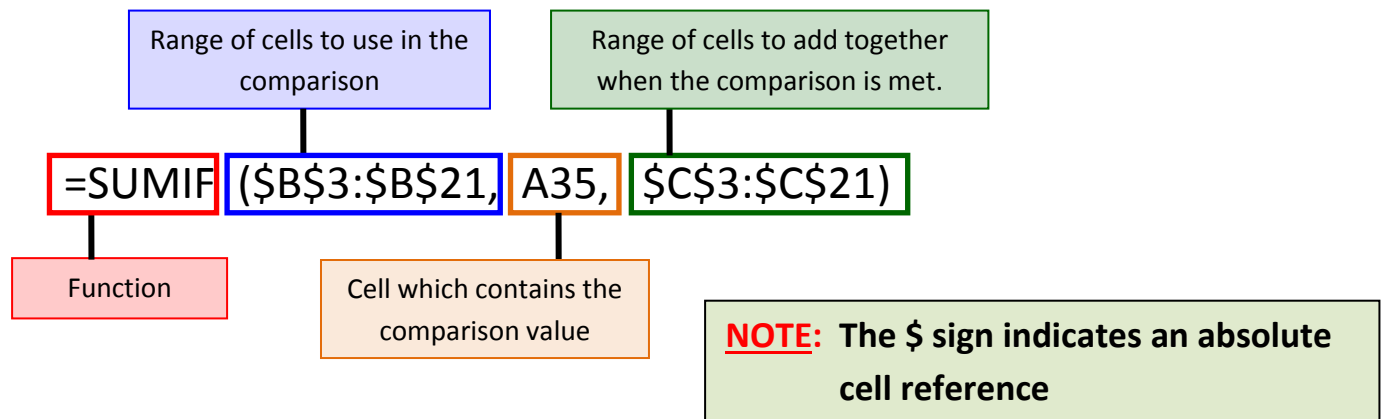 Range of cells to use in the
comparison
Range of cells to add together
when the comparison is met.
=SUMIF ($B$3:$B$21, A35, $C$3:$C$21)
Function
Cell which contains the
comparison value
NOTE: The $ sign indicates an absolute
cell reference